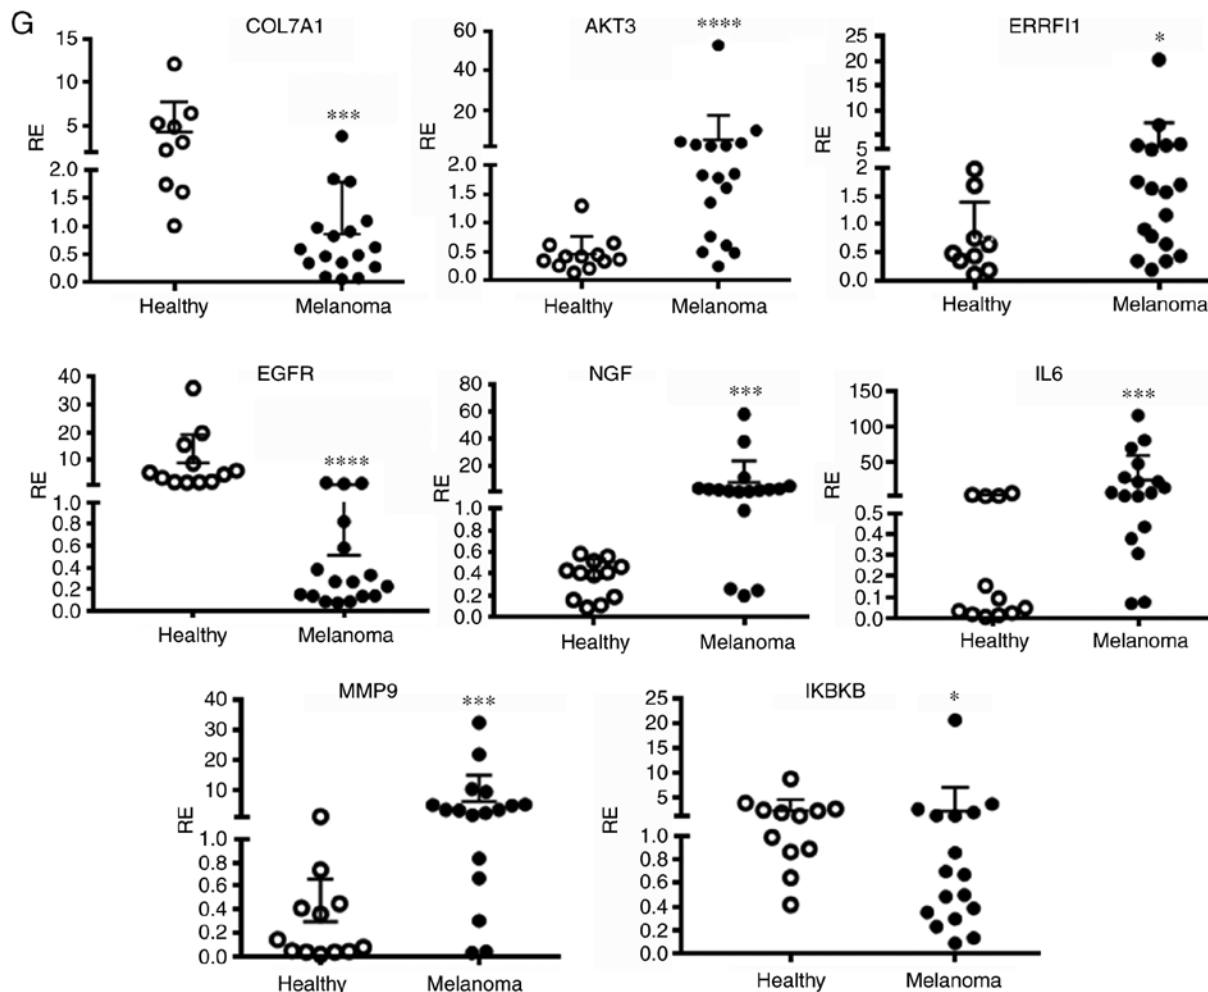 G
COL7A1
AKT3
ERRFI1
***
****
*
RE
15
10
5
2.0
1.0
0.0
Healthy
Melanoma
RE
60
40
20
2.0
1.5
1.0
0.5
0.0
Healthy
Melanoma
RE
25
20
15
10
5
2
1.5
1.0
0.5
0.0
Healthy
Melanoma
EGFR
NGF
IL6
****
***
***
RE
40
30
20
10
1.0
0.8
0.6
0.4
0.2
0.0
Healthy
Melanoma
RE
80
60
40
20
1.0
0.8
0.6
0.4
0.2
0.0
Healthy
Melanoma
RE
150
100
50
0.5
0.4
0.3
0.2
0.1
0.0
Healthy
Melanoma
MMP9
IKBKB
***
*
RE
40
30
20
10
1.0
0.8
0.6
0.4
0.2
0.0
Healthy
Melanoma
RE
25
20
15
10
5
1.0
0.8
0.6
0.4
0.2
0.0
Healthy
Melanoma